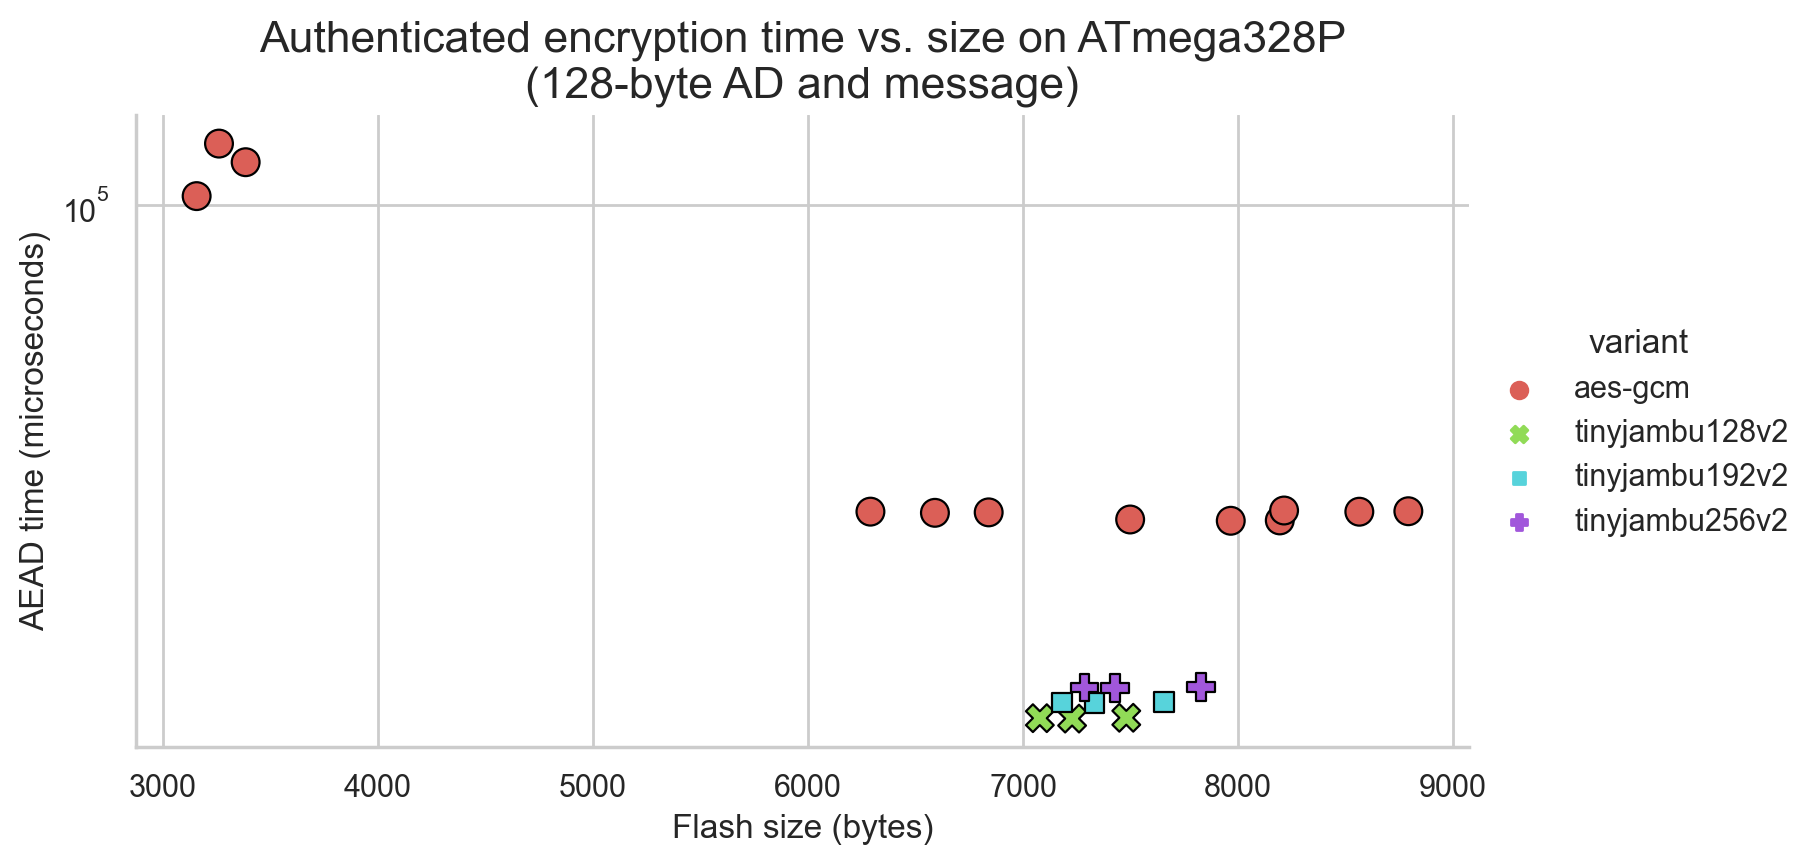 Authenticated encryption time vs. size on ATmega328P
(128-byte AD and message)
10^5
AEAD time (microseconds)
3000 4000 5000 6000 7000 8000 9000
Flash size (bytes)
variant
aes-gcm
tinyjambu128v2
tinyjambu192v2
tinyjambu256v2